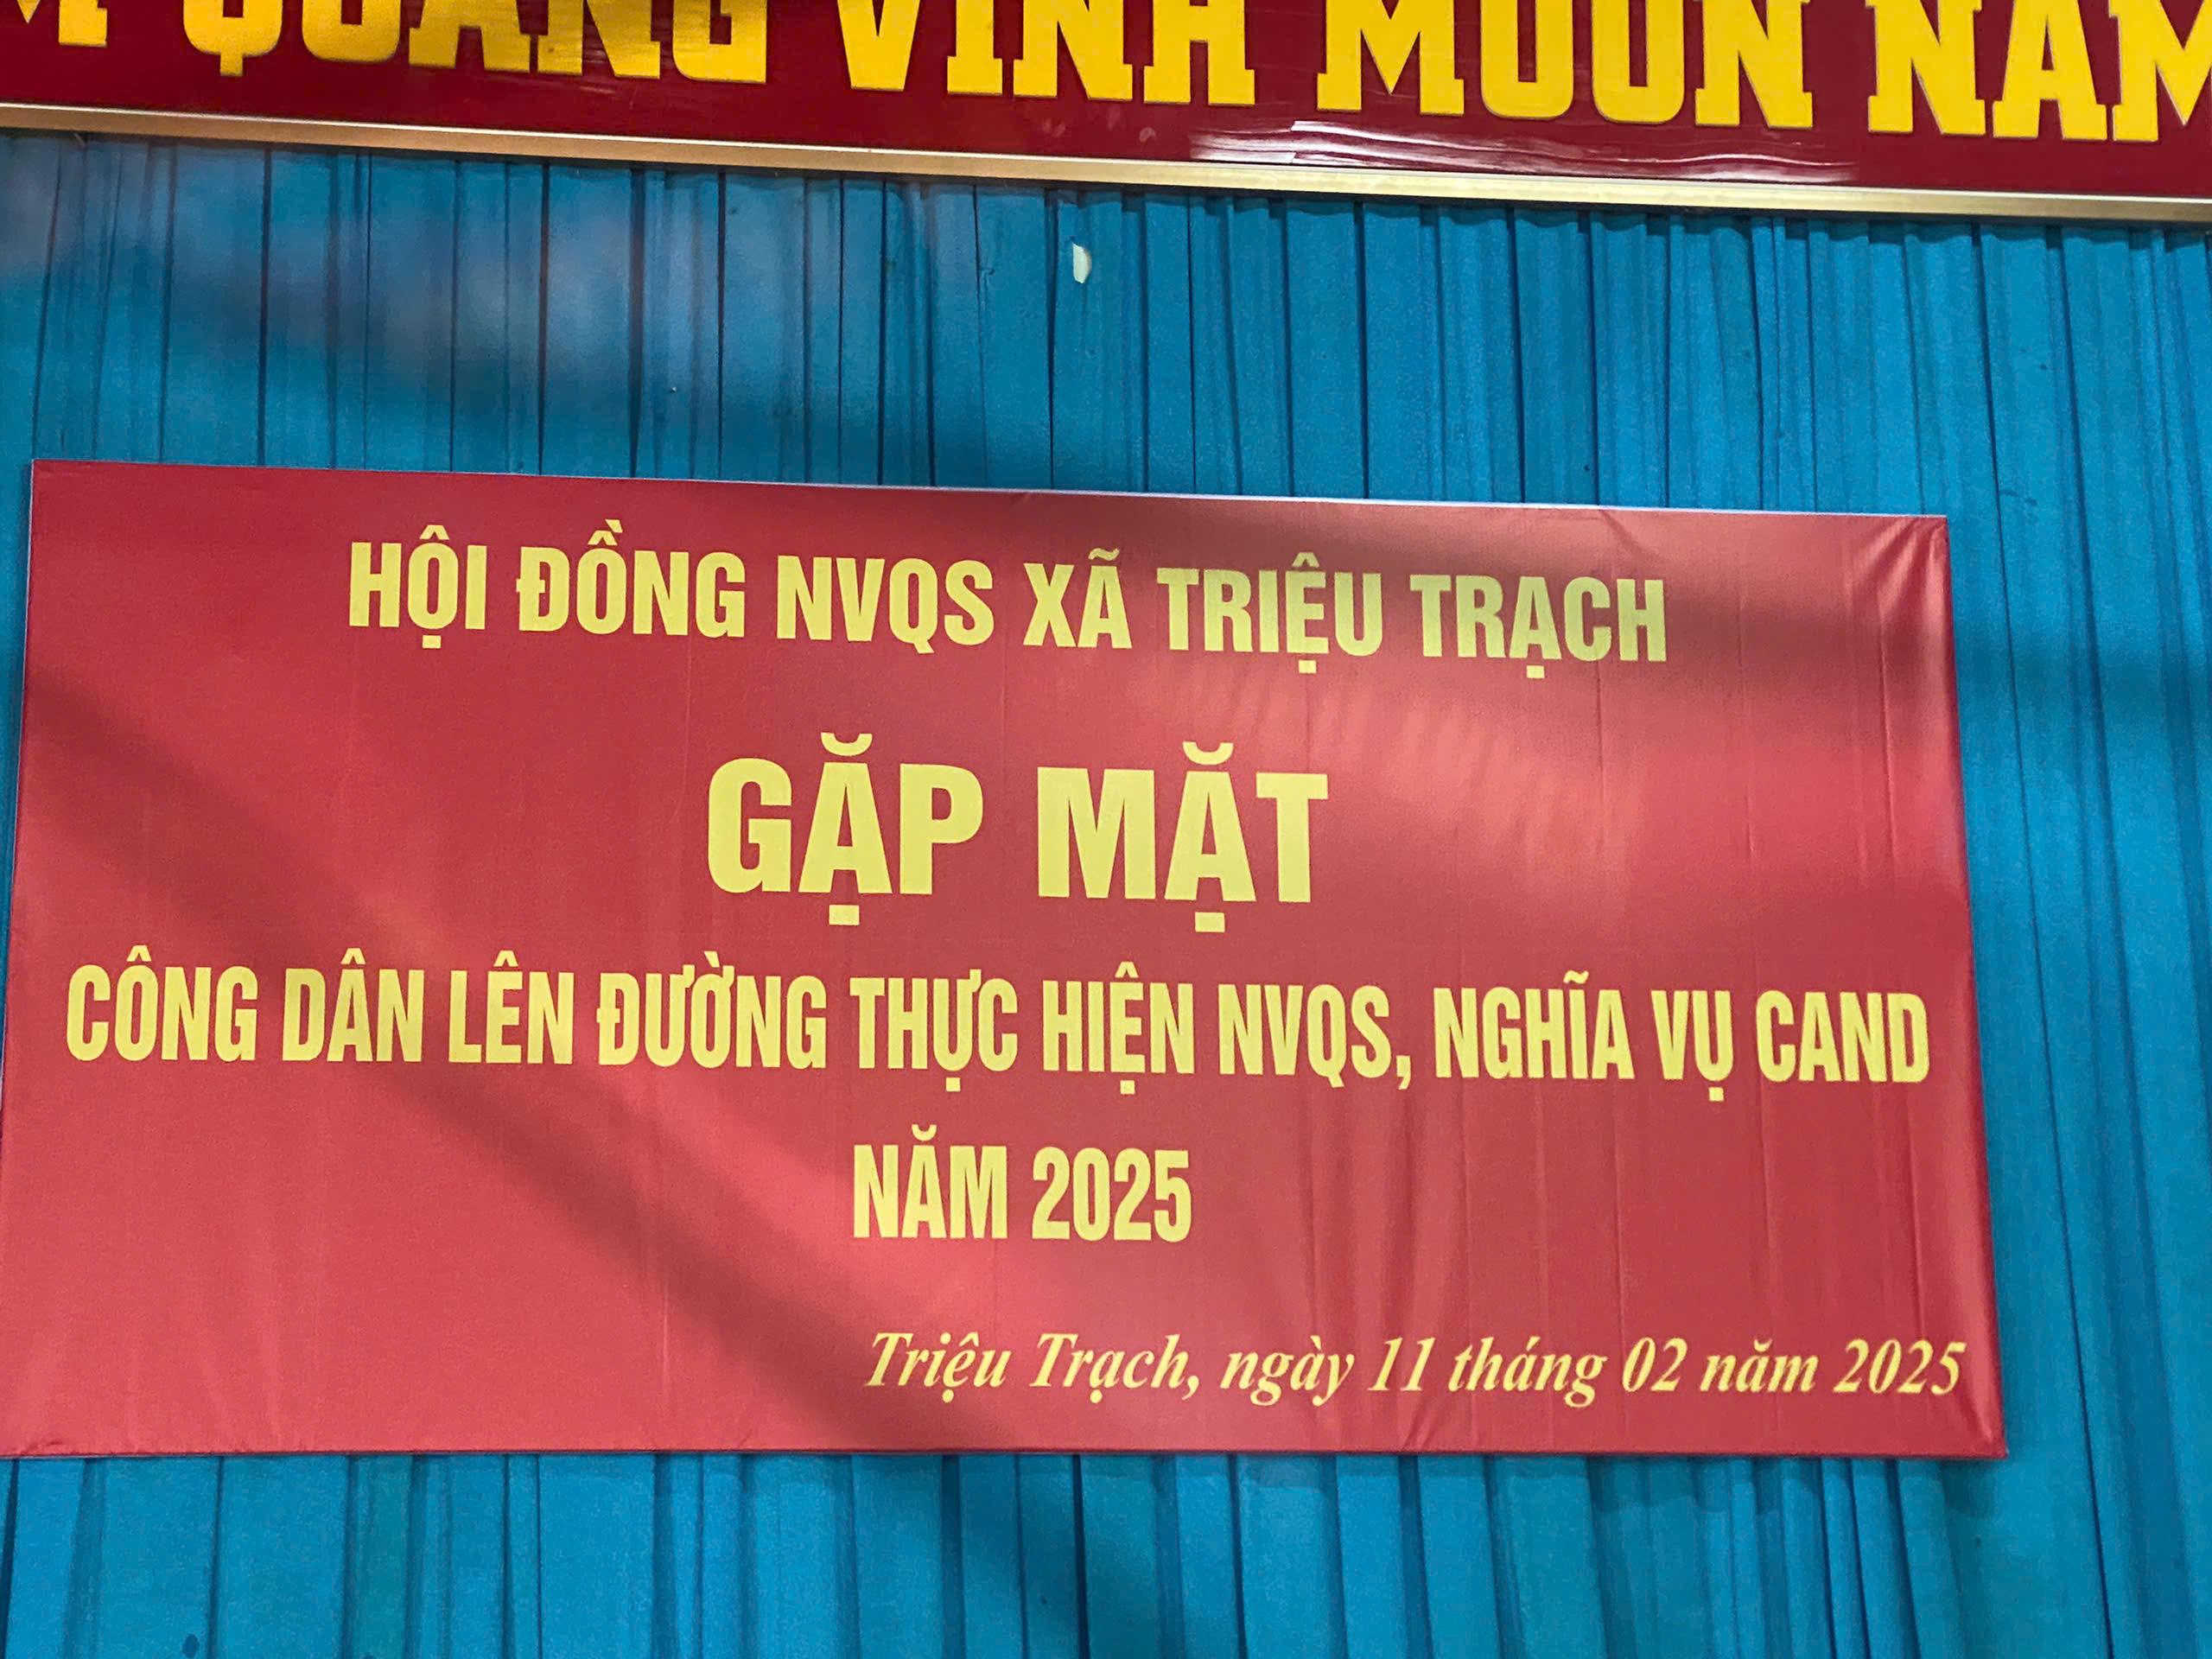 QUANG VINH MUÔN NĂM
HỘI ĐỒNG NVQS XÃ TRIỆU TRẠCH
GẶP MẶT
CÔNG DÂN LÊN ĐƯỜNG THỰC HIỆN NVQS, NGHĨA VỤ CAND
NĂM 2025
Triệu Trạch, ngày 11 tháng 02 năm 2025